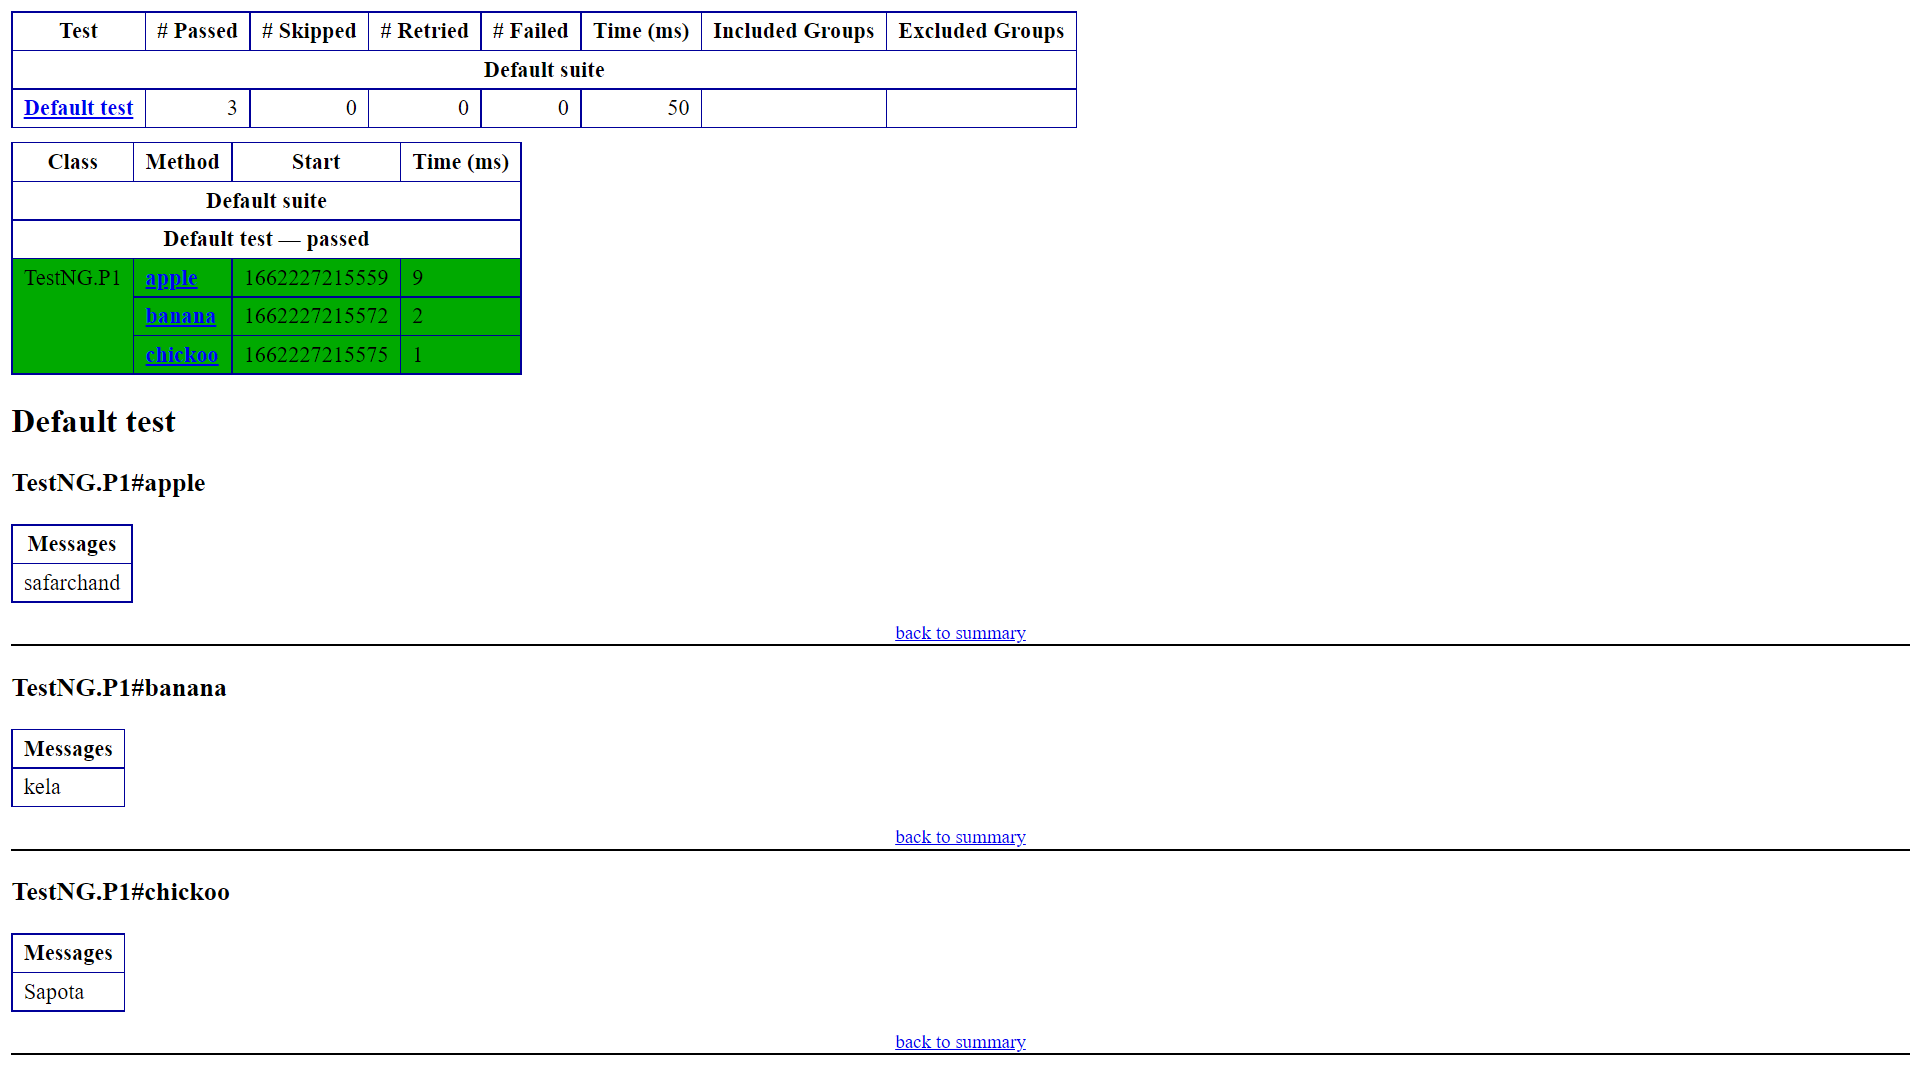 Test # Passed # Skipped # Retried # Failed Time (ms) Included Groups Excluded Groups
Default suite
Default test 3 0 0 0 50
Class Method Start Time (ms)
Default suite
Default test — passed
TestNG.P1 apple 1662227215559 9
banana 1662227215572 2
chickoo 1662227215575 1
Default test
TestNG.P1#apple
Messages
safarchand
back to summary
TestNG.P1#banana
Messages
kela
back to summary
TestNG.P1#chickoo
Messages
Sapota
back to summary